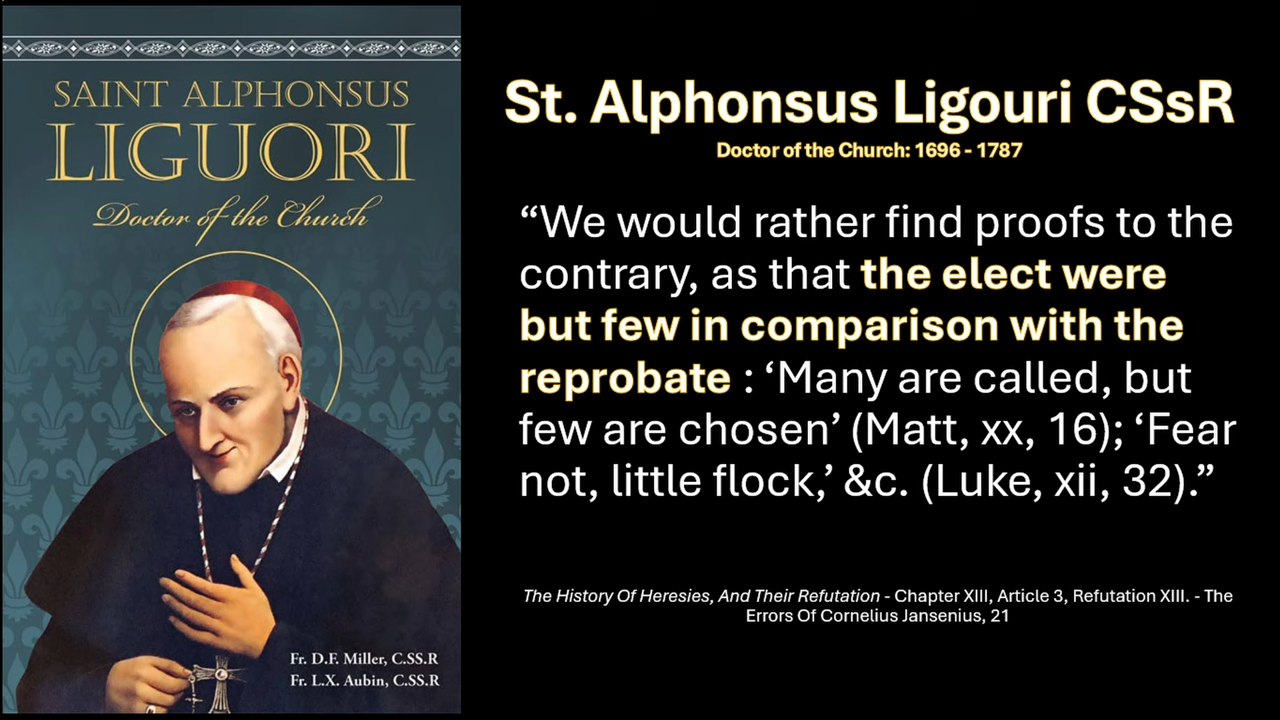 SAINT ALPHONSUS
LIGUORI
Doctor of the Church
Fr. D.F. Miller, C.SS.R
Fr. L.X. Aubin, C.SS.R
St. Alphonsus Ligouri CSsR
Doctor of the Church: 1696 - 1787
“We would rather find proofs to the
contrary, as that the elect were
but few in comparison with the
reprobate : ‘Many are called, but
few are chosen’ (Matt, xx, 16); ‘Fear
not, little flock,’ &c. (Luke, xii, 32).”
The History Of Heresies, And Their Refutation - Chapter XIII, Article 3, Refutation XIII. - The
Errors Of Cornelius Jansenius, 21